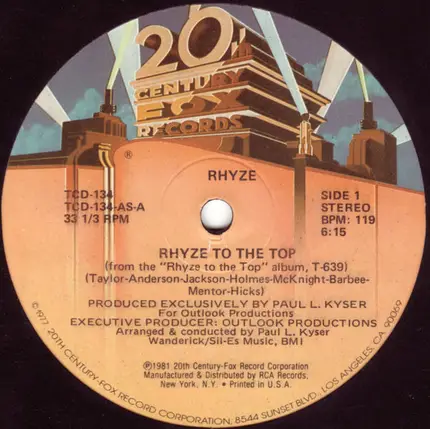 20th
CENTURY
FOX
RECORDS
®
RHYZE
TCD-134
TCD-134-AS-A
33 1/3 RPM
SIDE 1
STEREO
BPM: 119
6:15
RHYZE TO THE TOP
(from the "Rhyze to the Top" album, T-639)
(Taylor-Anderson-Jackson-Holmes-McKnight-Barbee-
Mentor-Hicks)
PRODUCED EXCLUSIVELY BY PAUL L. KYSER
For Outlook Productions
EXECUTIVE PRODUCER: OUTLOOK PRODUCTIONS
Arranged & conducted by Paul L. Kyser
Wanderick/Sil-Es Music, BMI
℗1981 20th Century-Fox Record Corporation
Manufactured & Distributed by RCA Records,
New York, N.Y. • Printed in U.S.A.
©1977, 20TH CENTURY-FOX RECORD CORPORATION, 8544 SUNSET BLVD., LOS ANGELES, CA. 90069